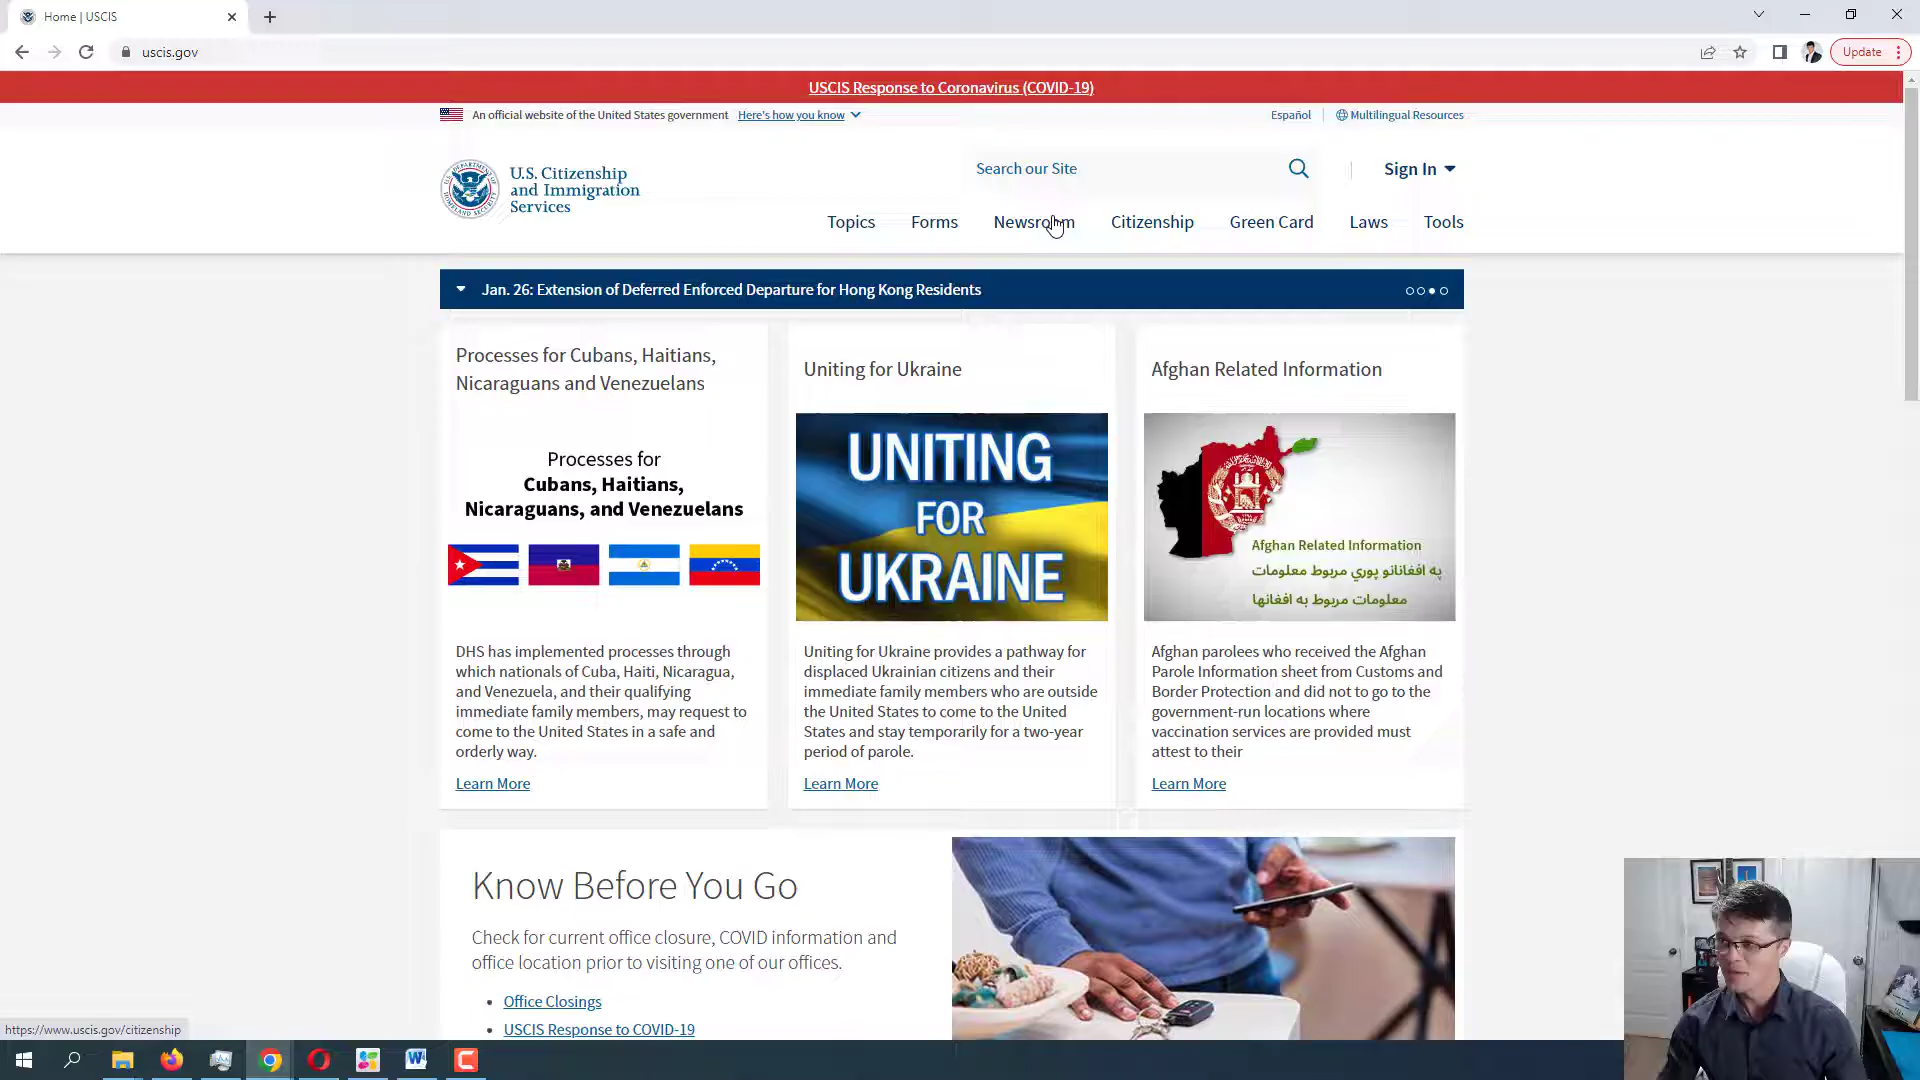 Home | USCIS
uscis.gov
Update
USCIS Response to Coronavirus (COVID-19)
An official website of the United States government Here's how you know
Español
Multilingual Resources
U.S. Citizenship
and Immigration
Services
Search our Site
Sign In
Topics Forms Newsroom Citizenship Green Card Laws Tools
Jan. 26: Extension of Deferred Enforced Departure for Hong Kong Residents
Processes for Cubans, Haitians,
Nicaraguans and Venezuelans
Processes for
Cubans, Haitians,
Nicaraguans, and Venezuelans
DHS has implemented processes through
which nationals of Cuba, Haiti, Nicaragua,
and Venezuela, and their qualifying
immediate family members, may request to
come to the United States in a safe and
orderly way.
Learn More
Uniting for Ukraine
UNITING
FOR
UKRAINE
Uniting for Ukraine provides a pathway for
displaced Ukrainian citizens and their
immediate family members who are outside
the United States to come to the United
States and stay temporarily for a two-year
period of parole.
Learn More
Afghan Related Information
Afghan Related Information
په افغانانو پوري مربوط معلومات
معلومات مربوط به افغانها
Afghan parolees who received the Afghan
Parole Information sheet from Customs and
Border Protection and did not to go to the
government-run locations where
vaccination services are provided must
attest to their
Learn More
Know Before You Go
Check for current office closure, COVID information and
office location prior to visiting one of our offices.
Office Closings
USCIS Response to COVID-19
https://www.uscis.gov/citizenship